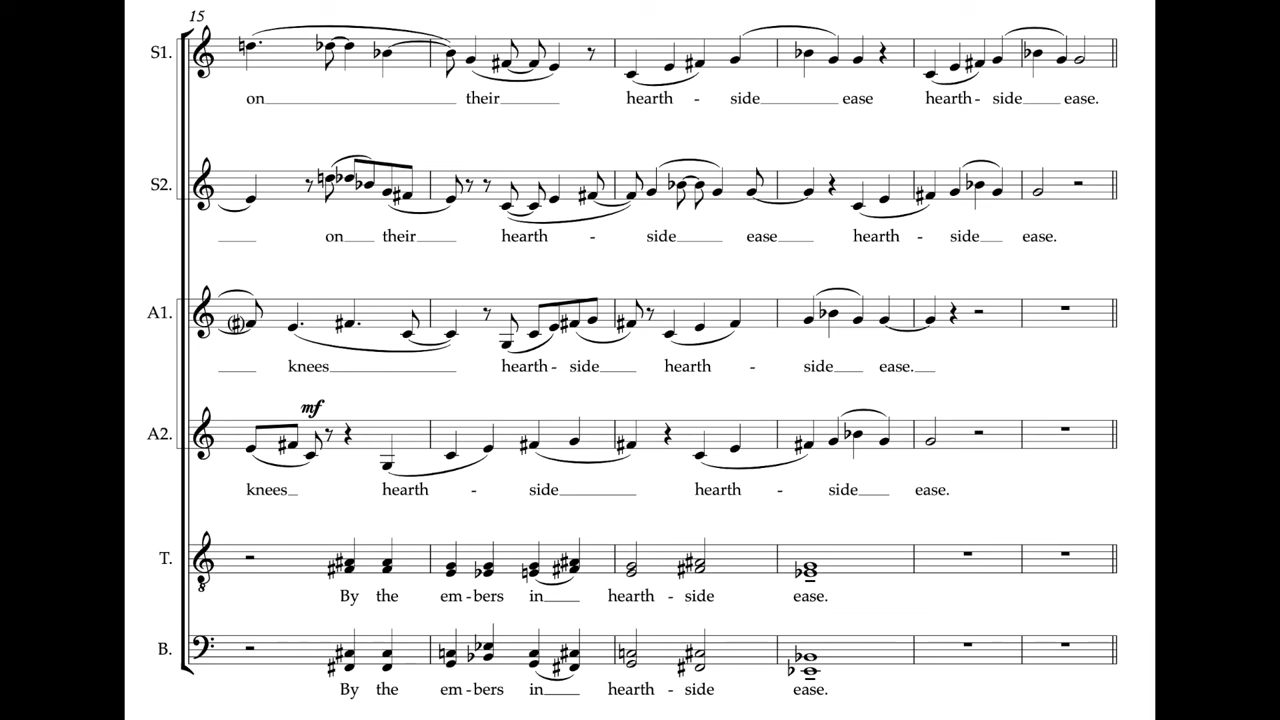 15
S1.
on their hearth - side ease hearth - side ease.
S2.
on their hearth - side ease hearth - side ease.
A1.
knees hearth - side hearth - side ease.
mf
A2.
knees hearth - side hearth - side ease.
T.
By the em - bers in hearth - side ease.
B.
By the em - bers in hearth - side ease.